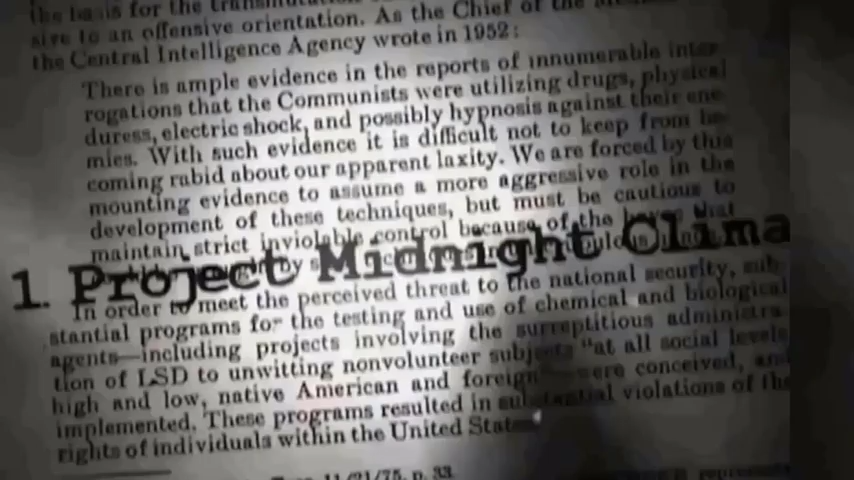 the basis for the
sive to an offensive orientation. As the Chief of the
the Central Intelligence Agency wrote in 1952:
There is ample evidence in the reports of innumerable inter-
rogations that the Communists were utilizing drugs, physical
duress, electric shock, and possibly hypnosis against their ene-
mies. With such evidence it is difficult not to keep from be-
coming rabid about our apparent laxity. We are forced by this
mounting evidence to assume a more aggressive role in the
development of these techniques, but must be cautious to
maintain strict inviolable control because of the that
1. Project Midnight Clima
In order to meet the perceived threat to the national security, sub-
stantial programs for the testing and use of chemical and biological
agents—including projects involving the surreptitious administra-
tion of LSD to unwitting nonvolunteer subjects "at all social levels,
high and low, native American and foreign were conceived, and
implemented. These programs resulted in substantial violations of the
rights of individuals within the United States
11/21/75, p. 33